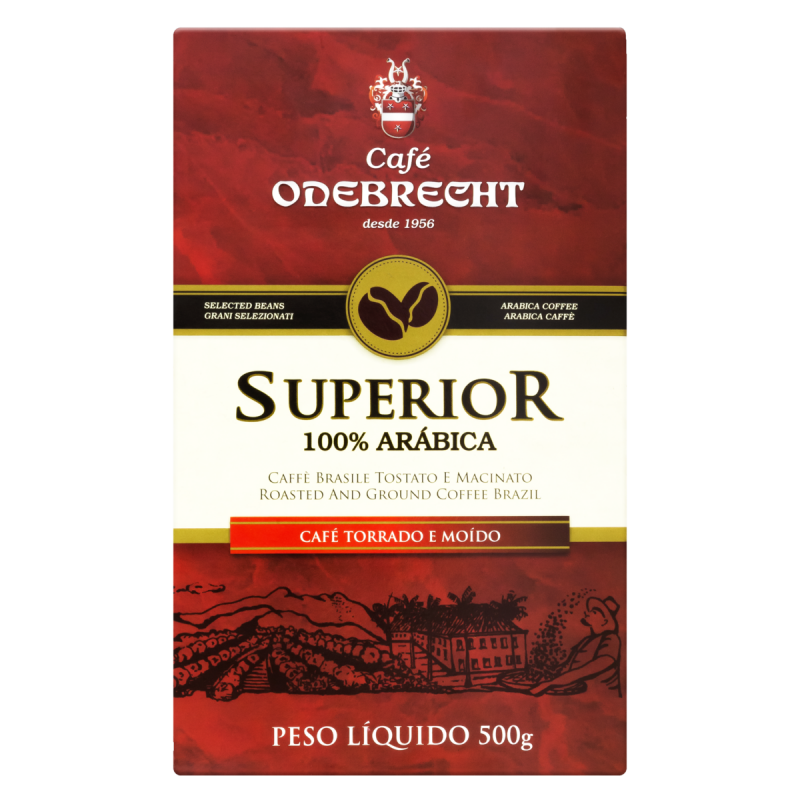 Café
ODEBRECHT
desde 1956
SELECTED BEANS
GRANI SELEZIONATI
ARABICA COFFEE
ARABICA CAFFÈ
SUPERIOR
100% ARÁBICA
CAFFÈ BRASILE TOSTATO E MACINATO
ROASTED AND GROUND COFFEE BRAZIL
CAFÉ TORRADO E MOÍDO
PESO LÍQUIDO 500g